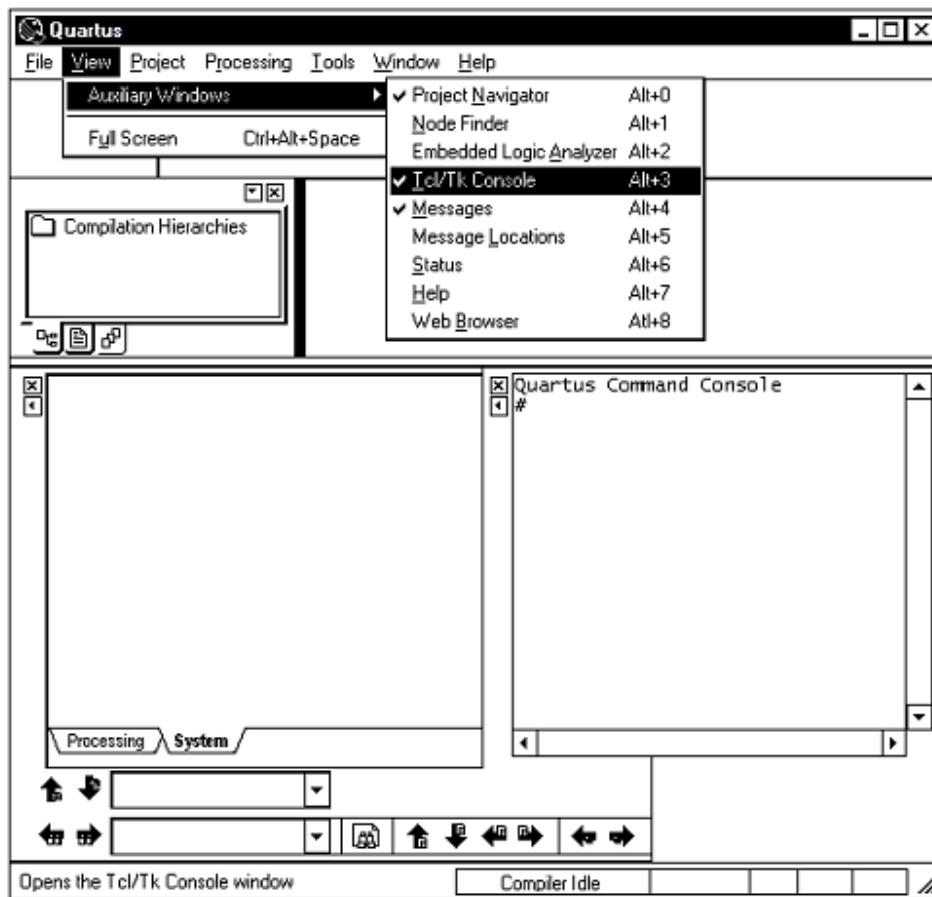 Quartus
File View Project Processing Tools Window Help
Auxiliary Windows
Full Screen Ctrl+Alt+Space
Project Navigator Alt+0
Node Finder Alt+1
Embedded Logic Analyzer Alt+2
Tcl/Tk Console Alt+3
Messages Alt+4
Message Locations Alt+5
Status Alt+6
Help Alt+7
Web Browser Atl+8
Compilation Hierarchies
Quartus Command Console
#
Processing System
Opens the Tcl/Tk Console window
Compiler Idle